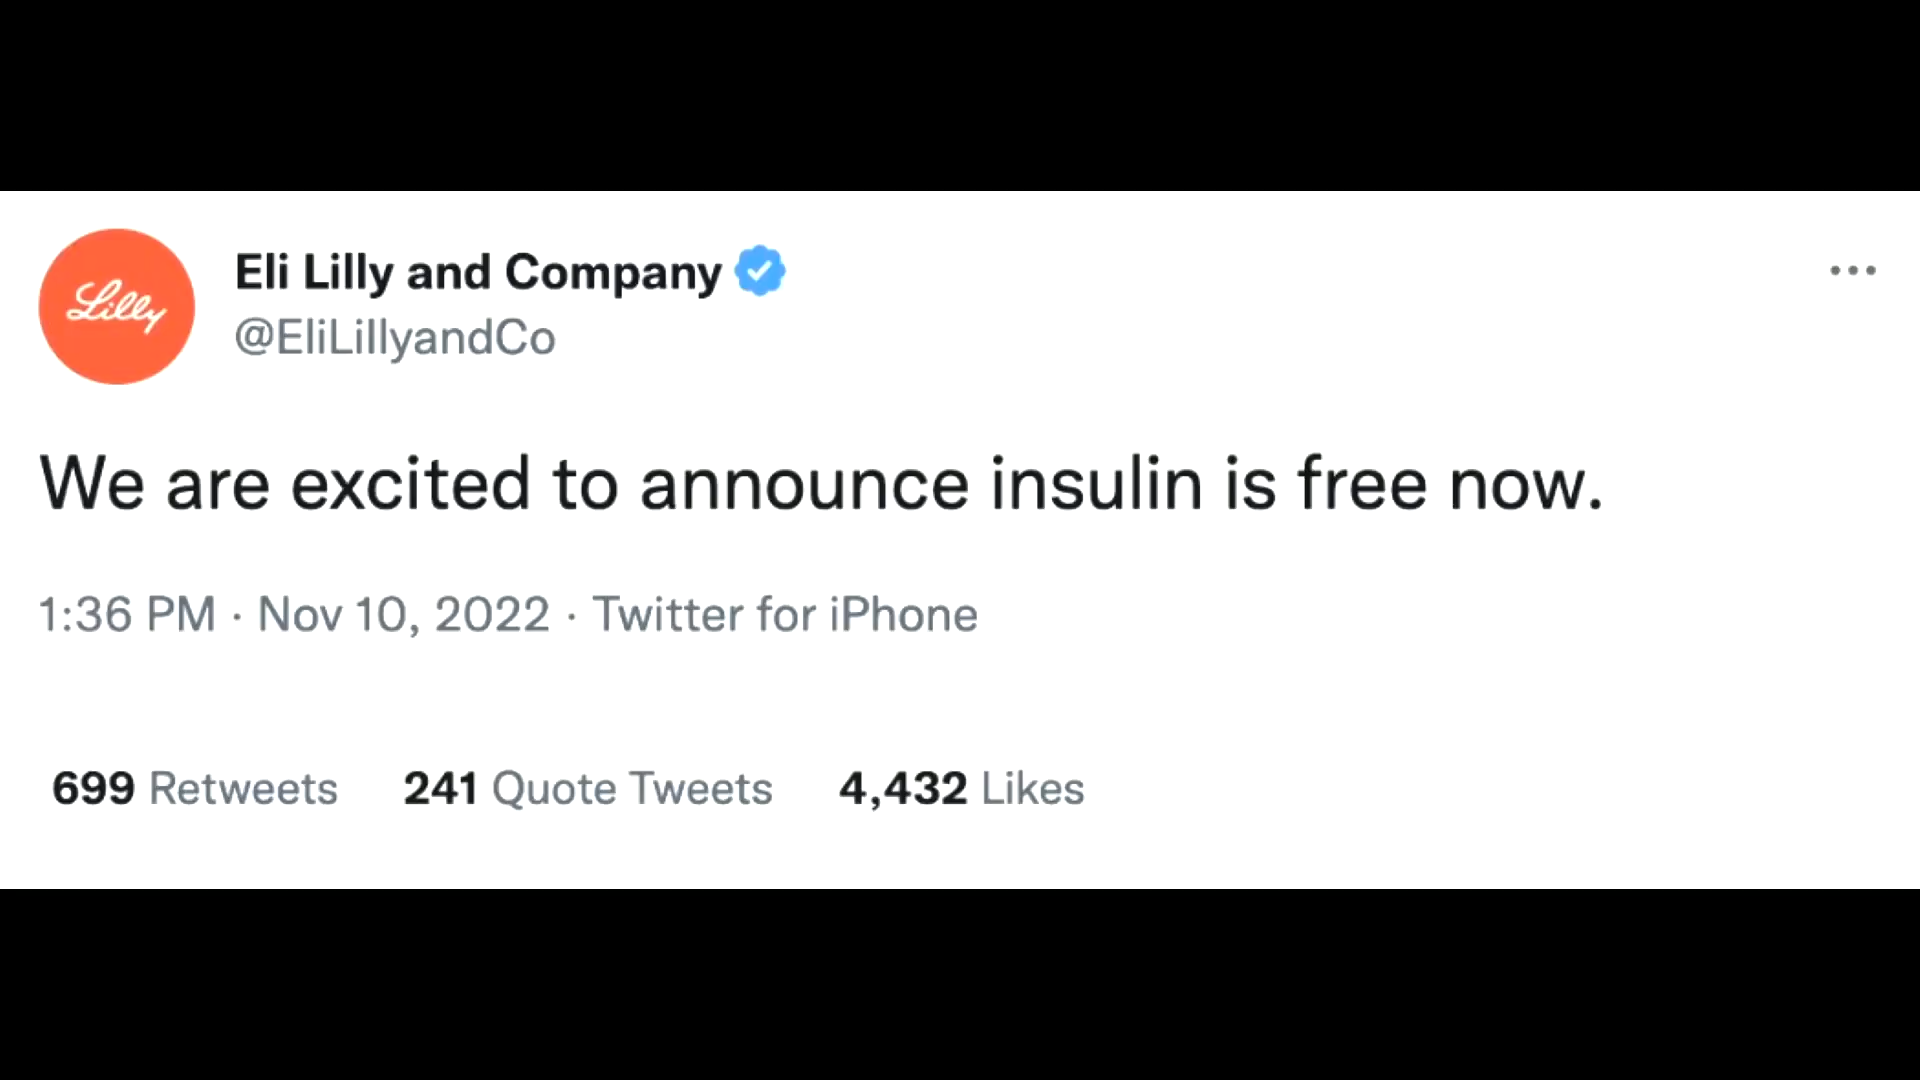 Lilly
Eli Lilly and Company
@EliLillyandCo
We are excited to announce insulin is free now.
1:36 PM · Nov 10, 2022 · Twitter for iPhone
699 Retweets 241 Quote Tweets 4,432 Likes